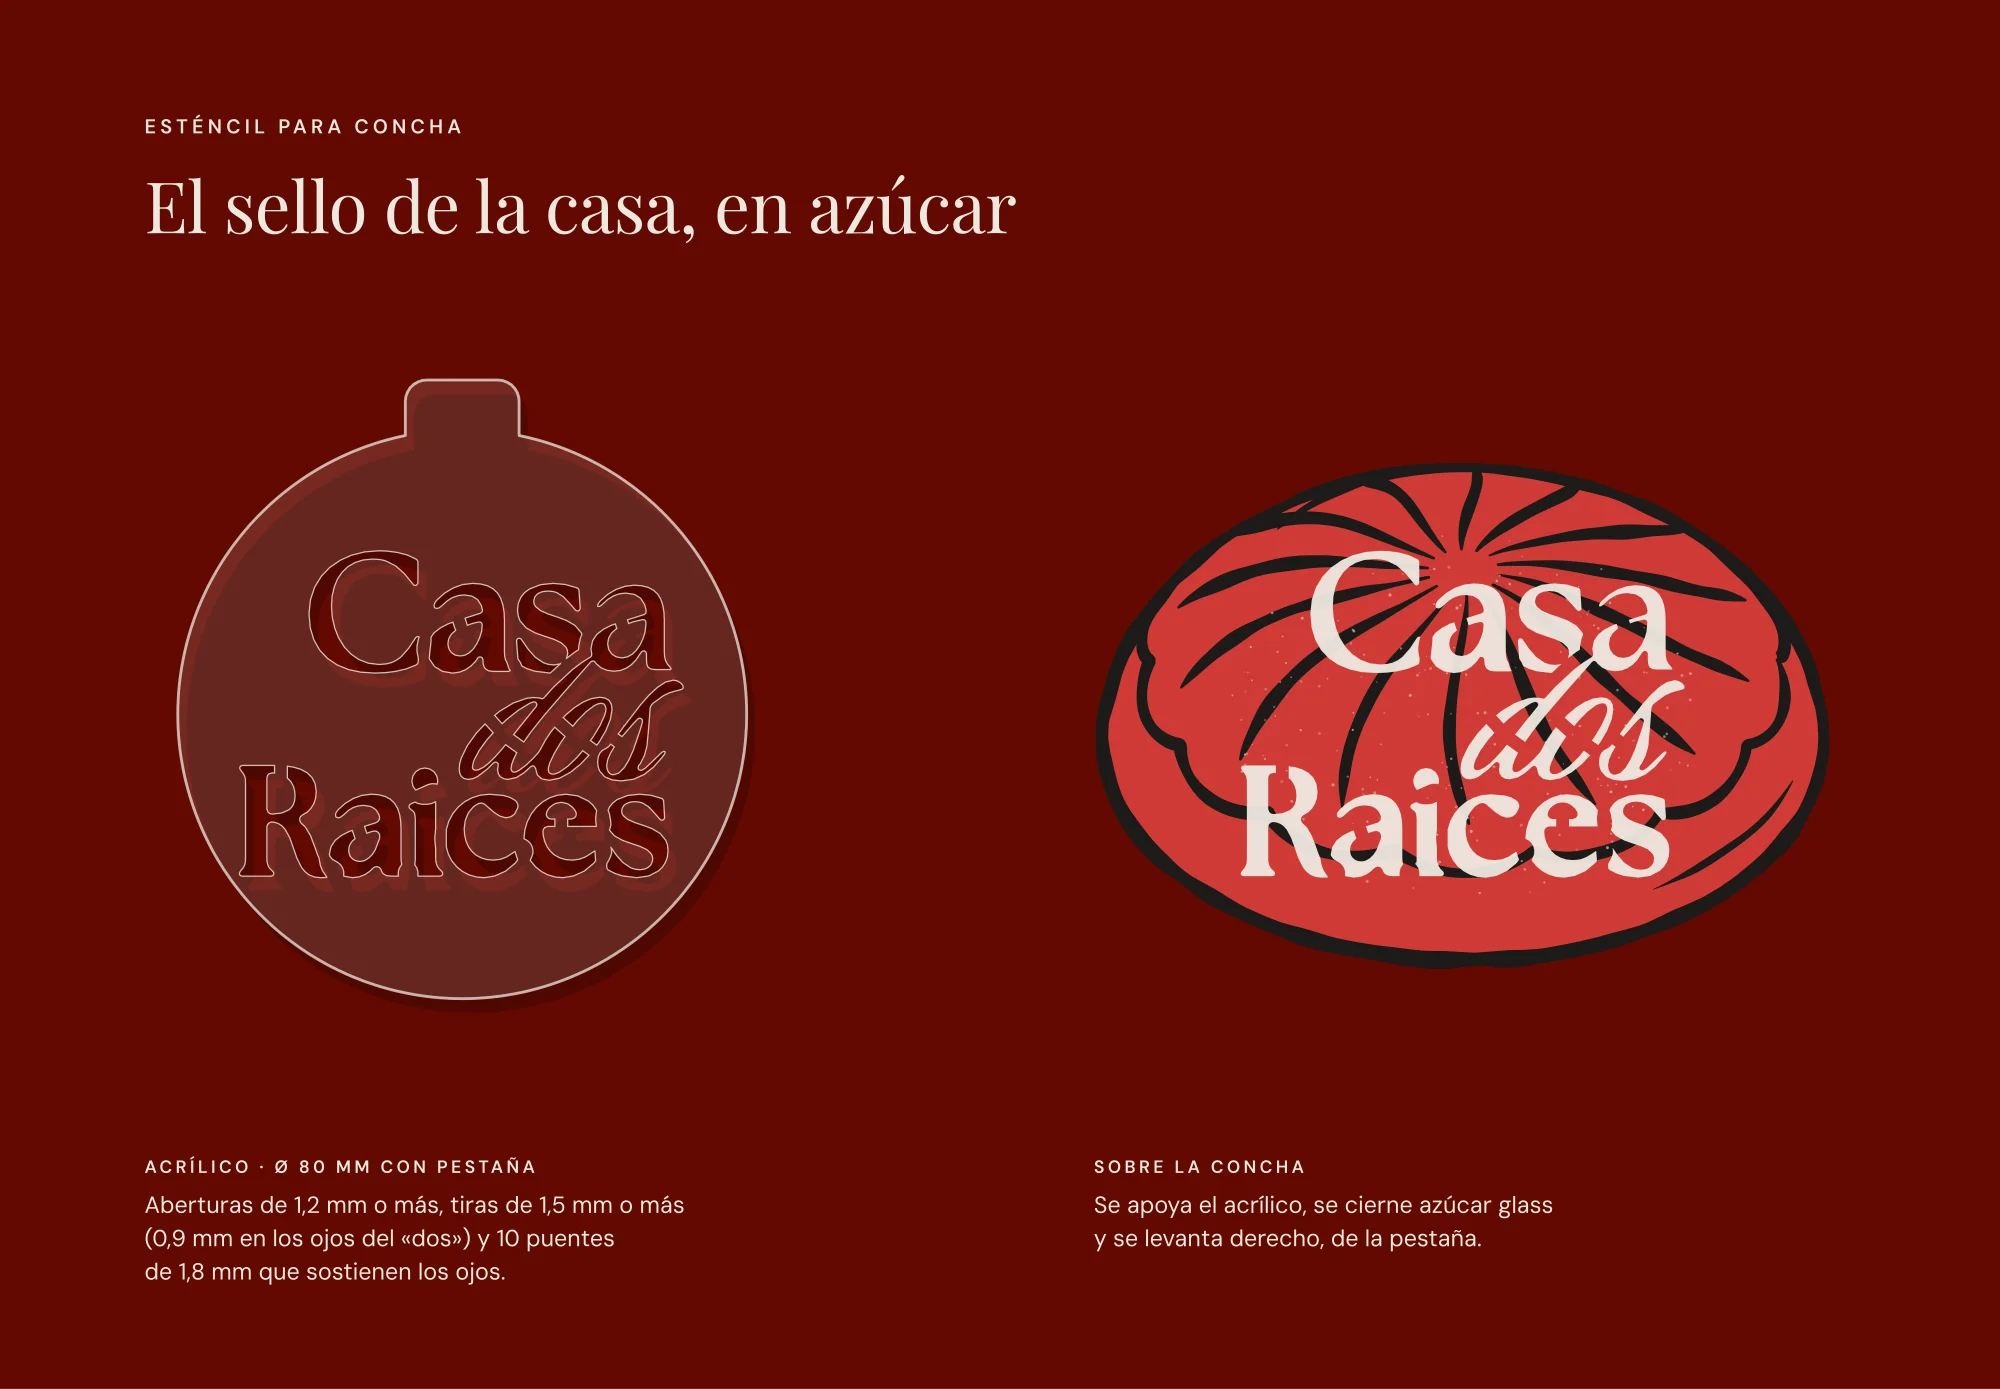 ESTÉNCIL PARA CONCHA
El sello de la casa, en azúcar
Casa
dos
Raices
Casa
dos
Raices
ACRÍLICO · Ø 80 MM CON PESTAÑA
Aberturas de 1,2 mm o más, tiras de 1,5 mm o más
(0,9 mm en los ojos del «dos») y 10 puentes
de 1,8 mm que sostienen los ojos.
SOBRE LA CONCHA
Se apoya el acrílico, se cierne azúcar glass
y se levanta derecho, de la pestaña.